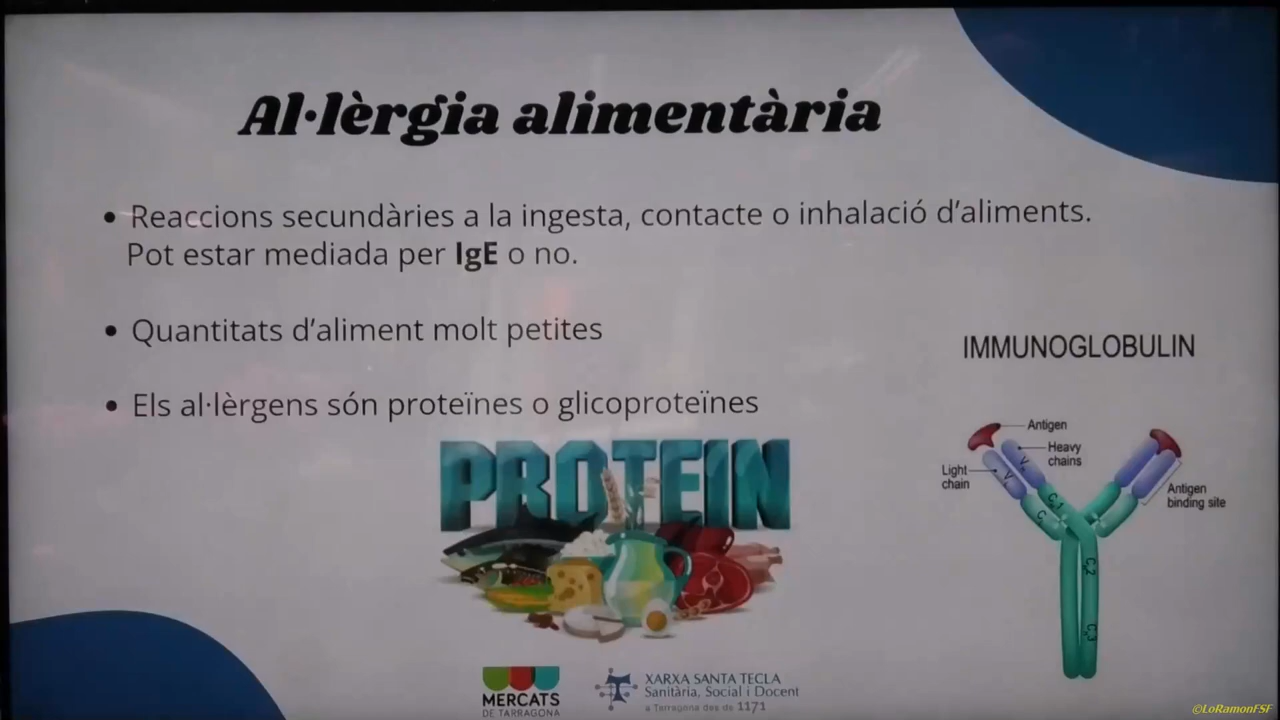 Al·lèrgia alimentària
• Reaccions secundàries a la ingesta, contacte o inhalació d'aliments.
Pot estar mediada per IgE o no.
• Quantitats d'aliment molt petites
• Els al·lèrgens són proteïnes o glicoproteïnes
PROTEIN
IMMUNOGLOBULIN
Antigen
Heavy
chains
Light
chain
Antigen
binding site
MERCATS
DE TARRAGONA
XARXA SANTA TECLA
Sanitària, Social i Docent
a Tarragona des de 1171
©LoRamonFSF